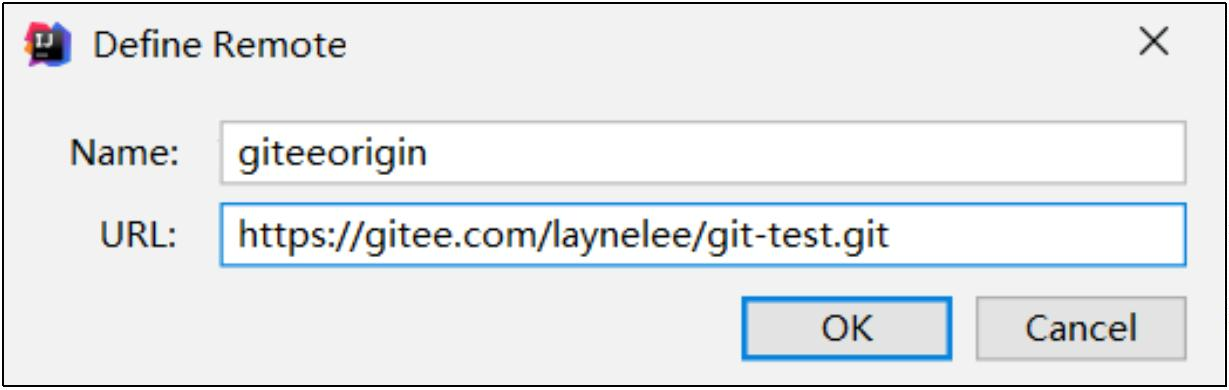 Define Remote
Name: giteeorigin
URL: https://gitee.com/laynelee/git-test.git
OK Cancel